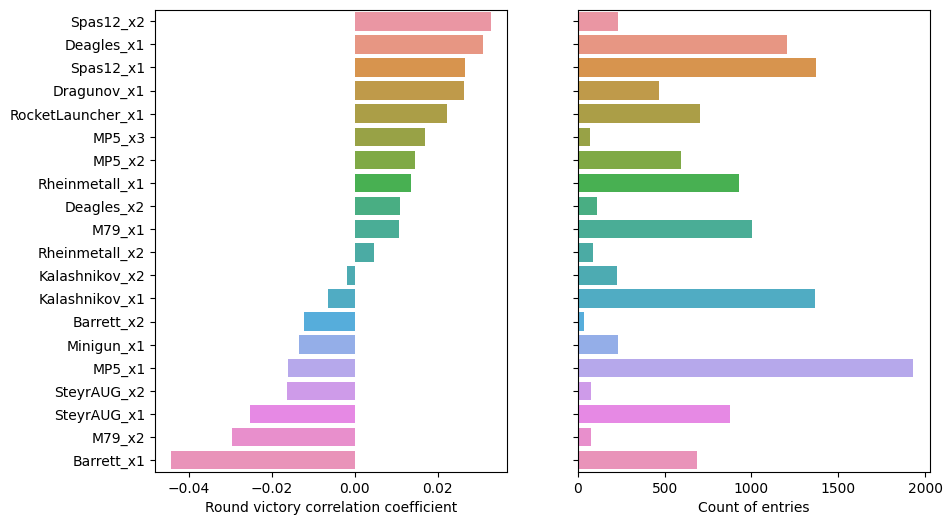 Spas12_x2
Deagles_x1
Spas12_x1
Dragunov_x1
RocketLauncher_x1
MP5_x3
MP5_x2
Rheinmetall_x1
Deagles_x2
M79_x1
Rheinmetall_x2
Kalashnikov_x2
Kalashnikov_x1
Barrett_x2
Minigun_x1
MP5_x1
SteyrAUG_x2
SteyrAUG_x1
M79_x2
Barrett_x1
−0.04 −0.02 0.00 0.02
Round victory correlation coefficient
0 500 1000 1500 2000
Count of entries